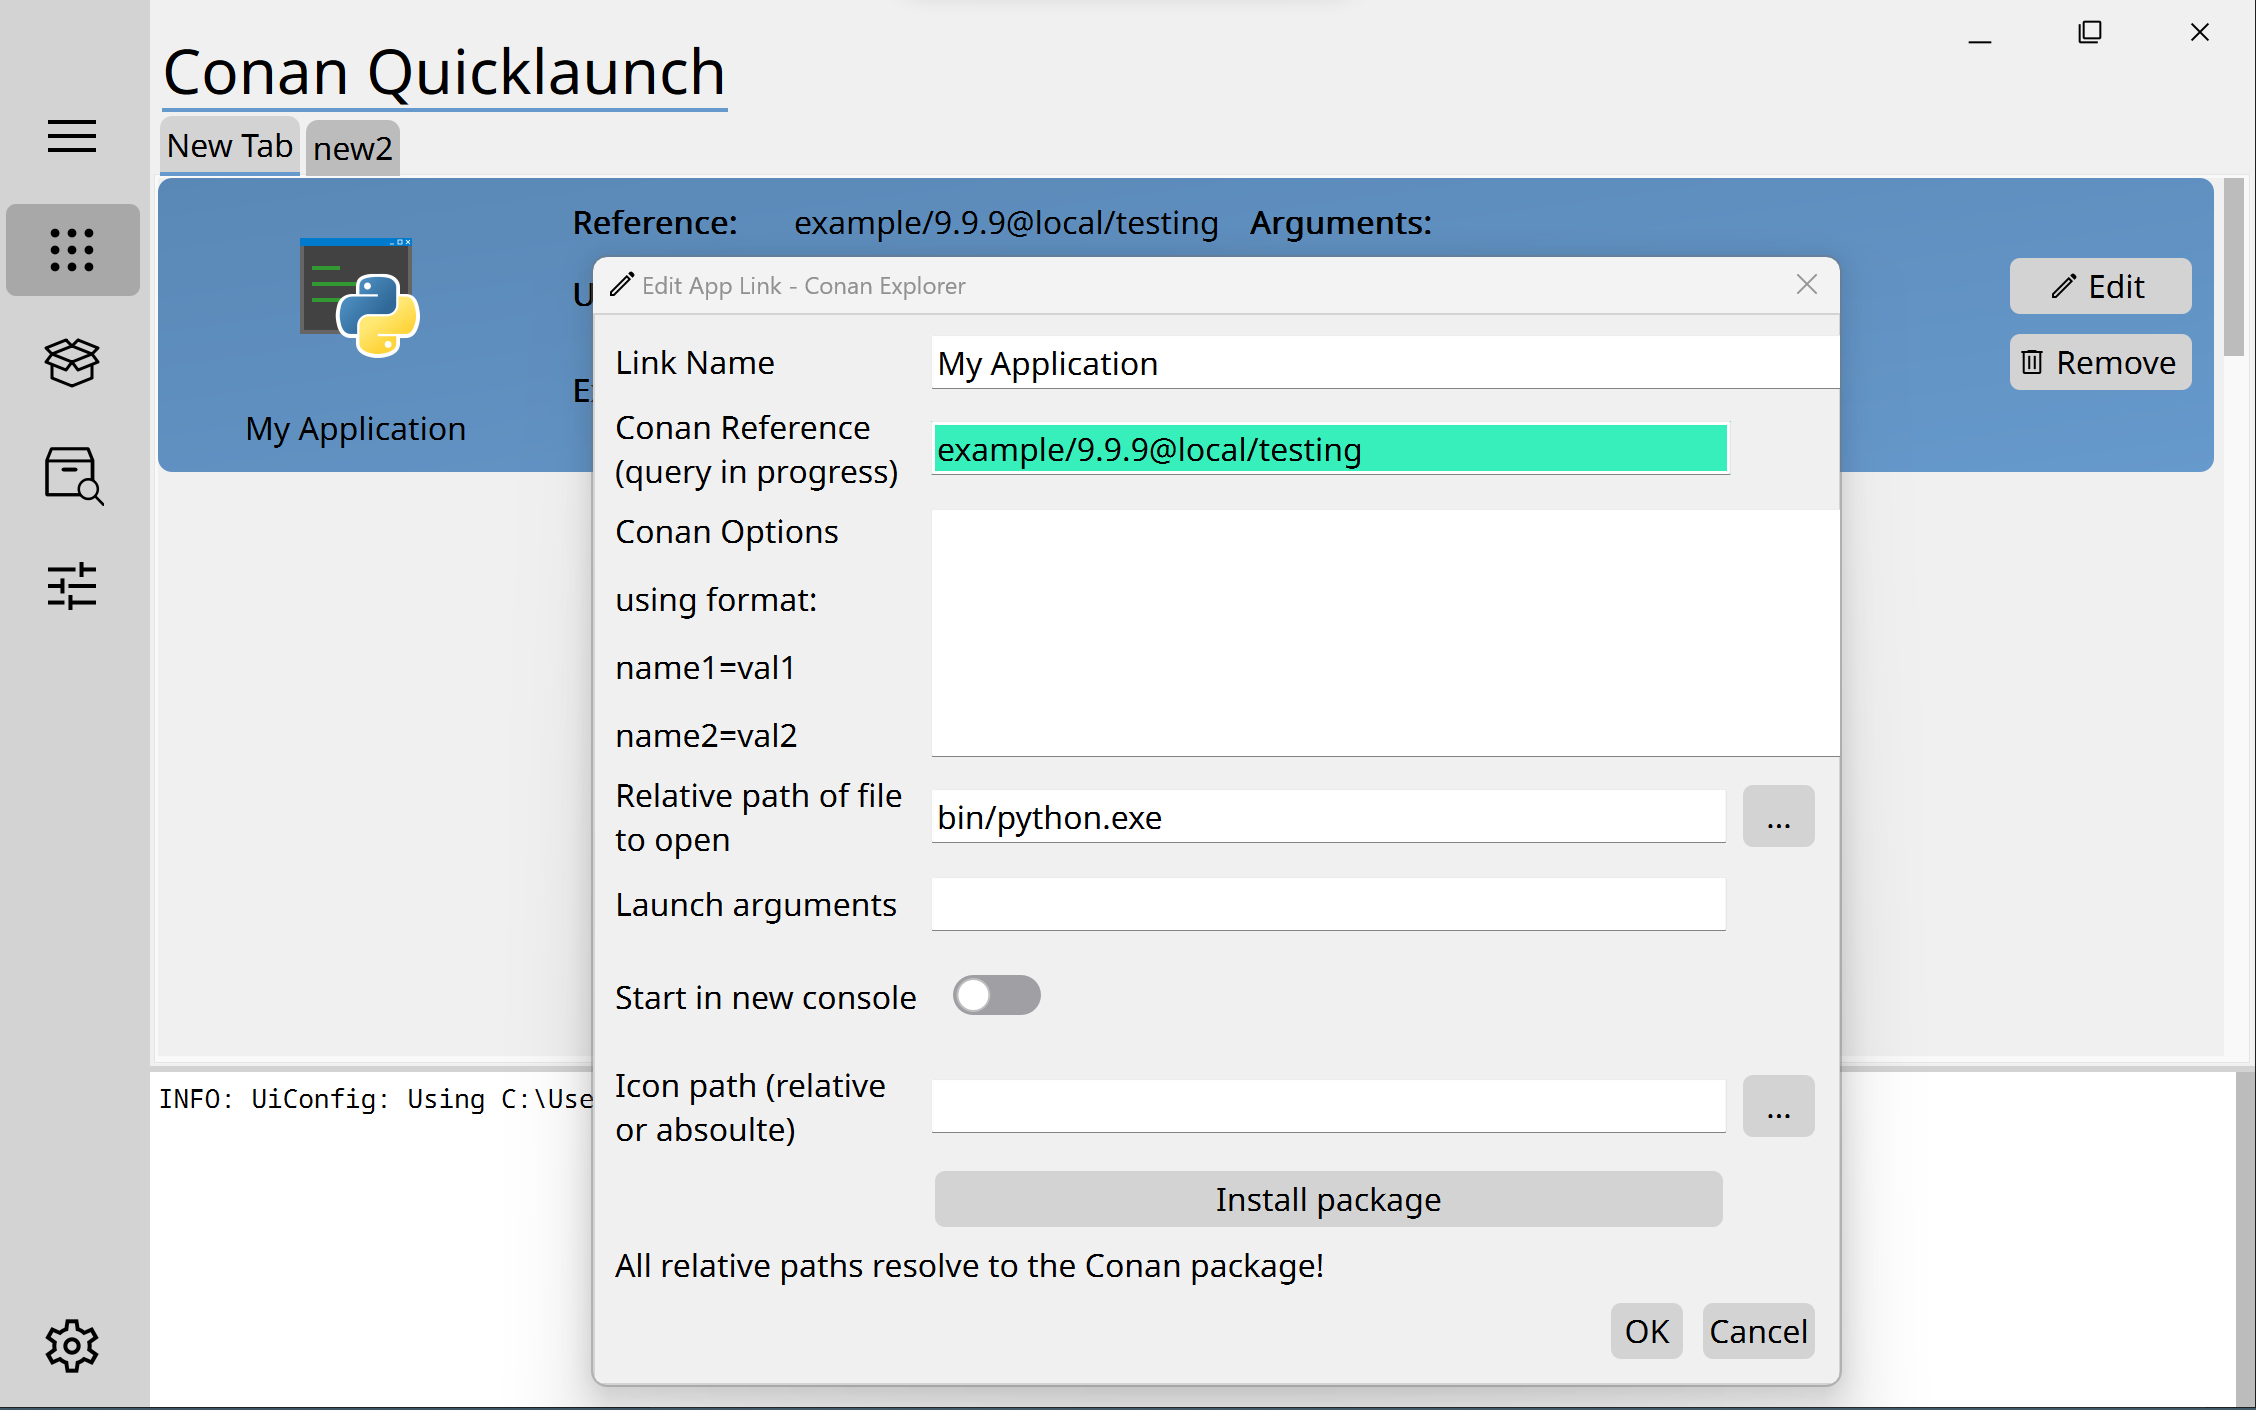 Conan Quicklaunch
New Tab new2
Reference: example/9.9.9@local/testing Arguments:
My Application
Edit
Remove
Edit App Link - Conan Explorer
Link Name My Application
Conan Reference
(query in progress) example/9.9.9@local/testing
Conan Options
using format:
name1=val1
name2=val2
Relative path of file
to open bin/python.exe ...
Launch arguments
Start in new console
Icon path (relative
or absoulte) ...
Install package
All relative paths resolve to the Conan package!
OK Cancel
INFO: UiConfig: Using C:\Use